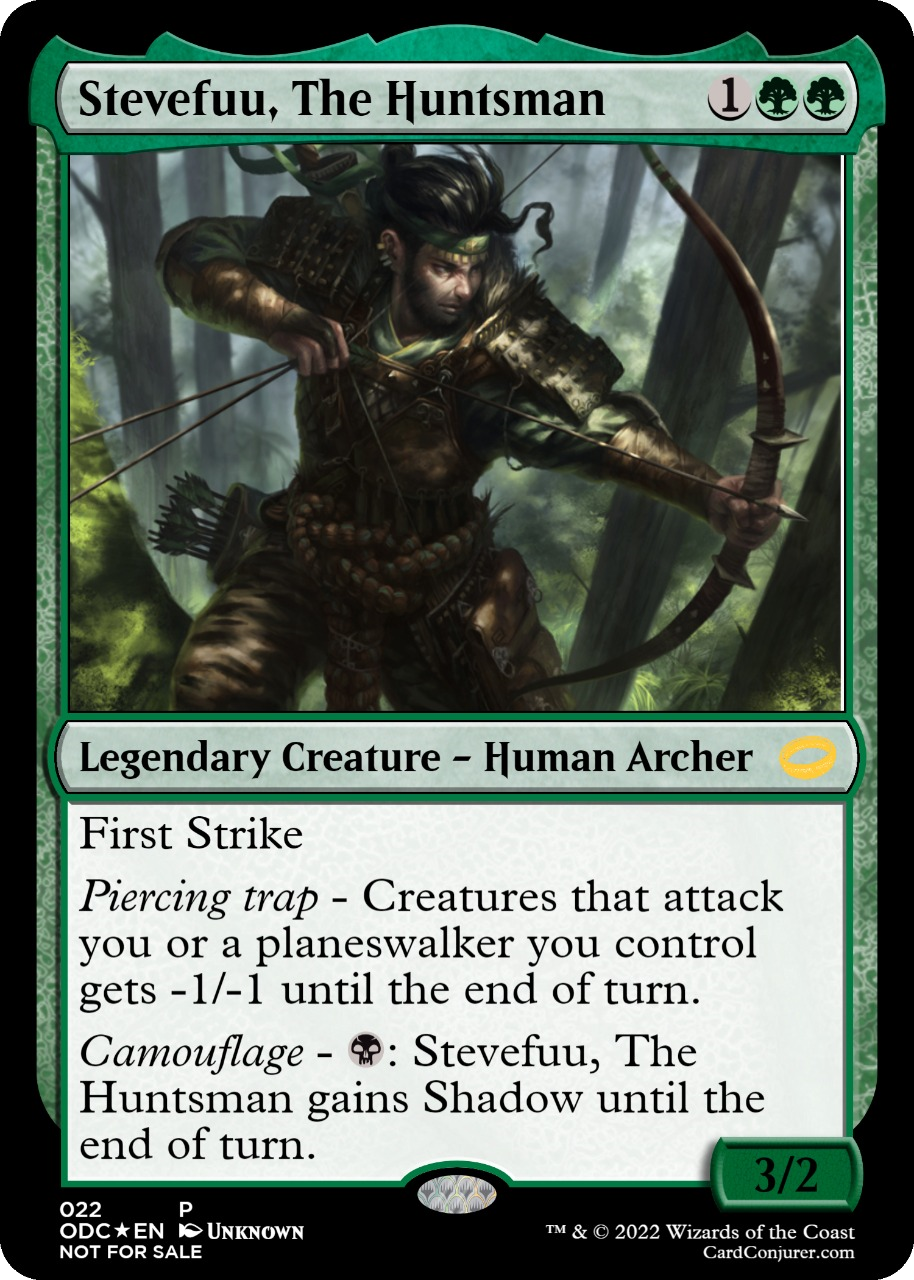 Stevefuu, The Huntsman 1
Legendary Creature – Human Archer
First Strike
Piercing trap - Creatures that attack
you or a planeswalker you control
gets -1/-1 until the end of turn.
Camouflage - : Stevefuu, The
Huntsman gains Shadow until the
end of turn.
3/2
022 P
ODC★EN Unknown
NOT FOR SALE
™ & © 2022 Wizards of the Coast
CardConjurer.com